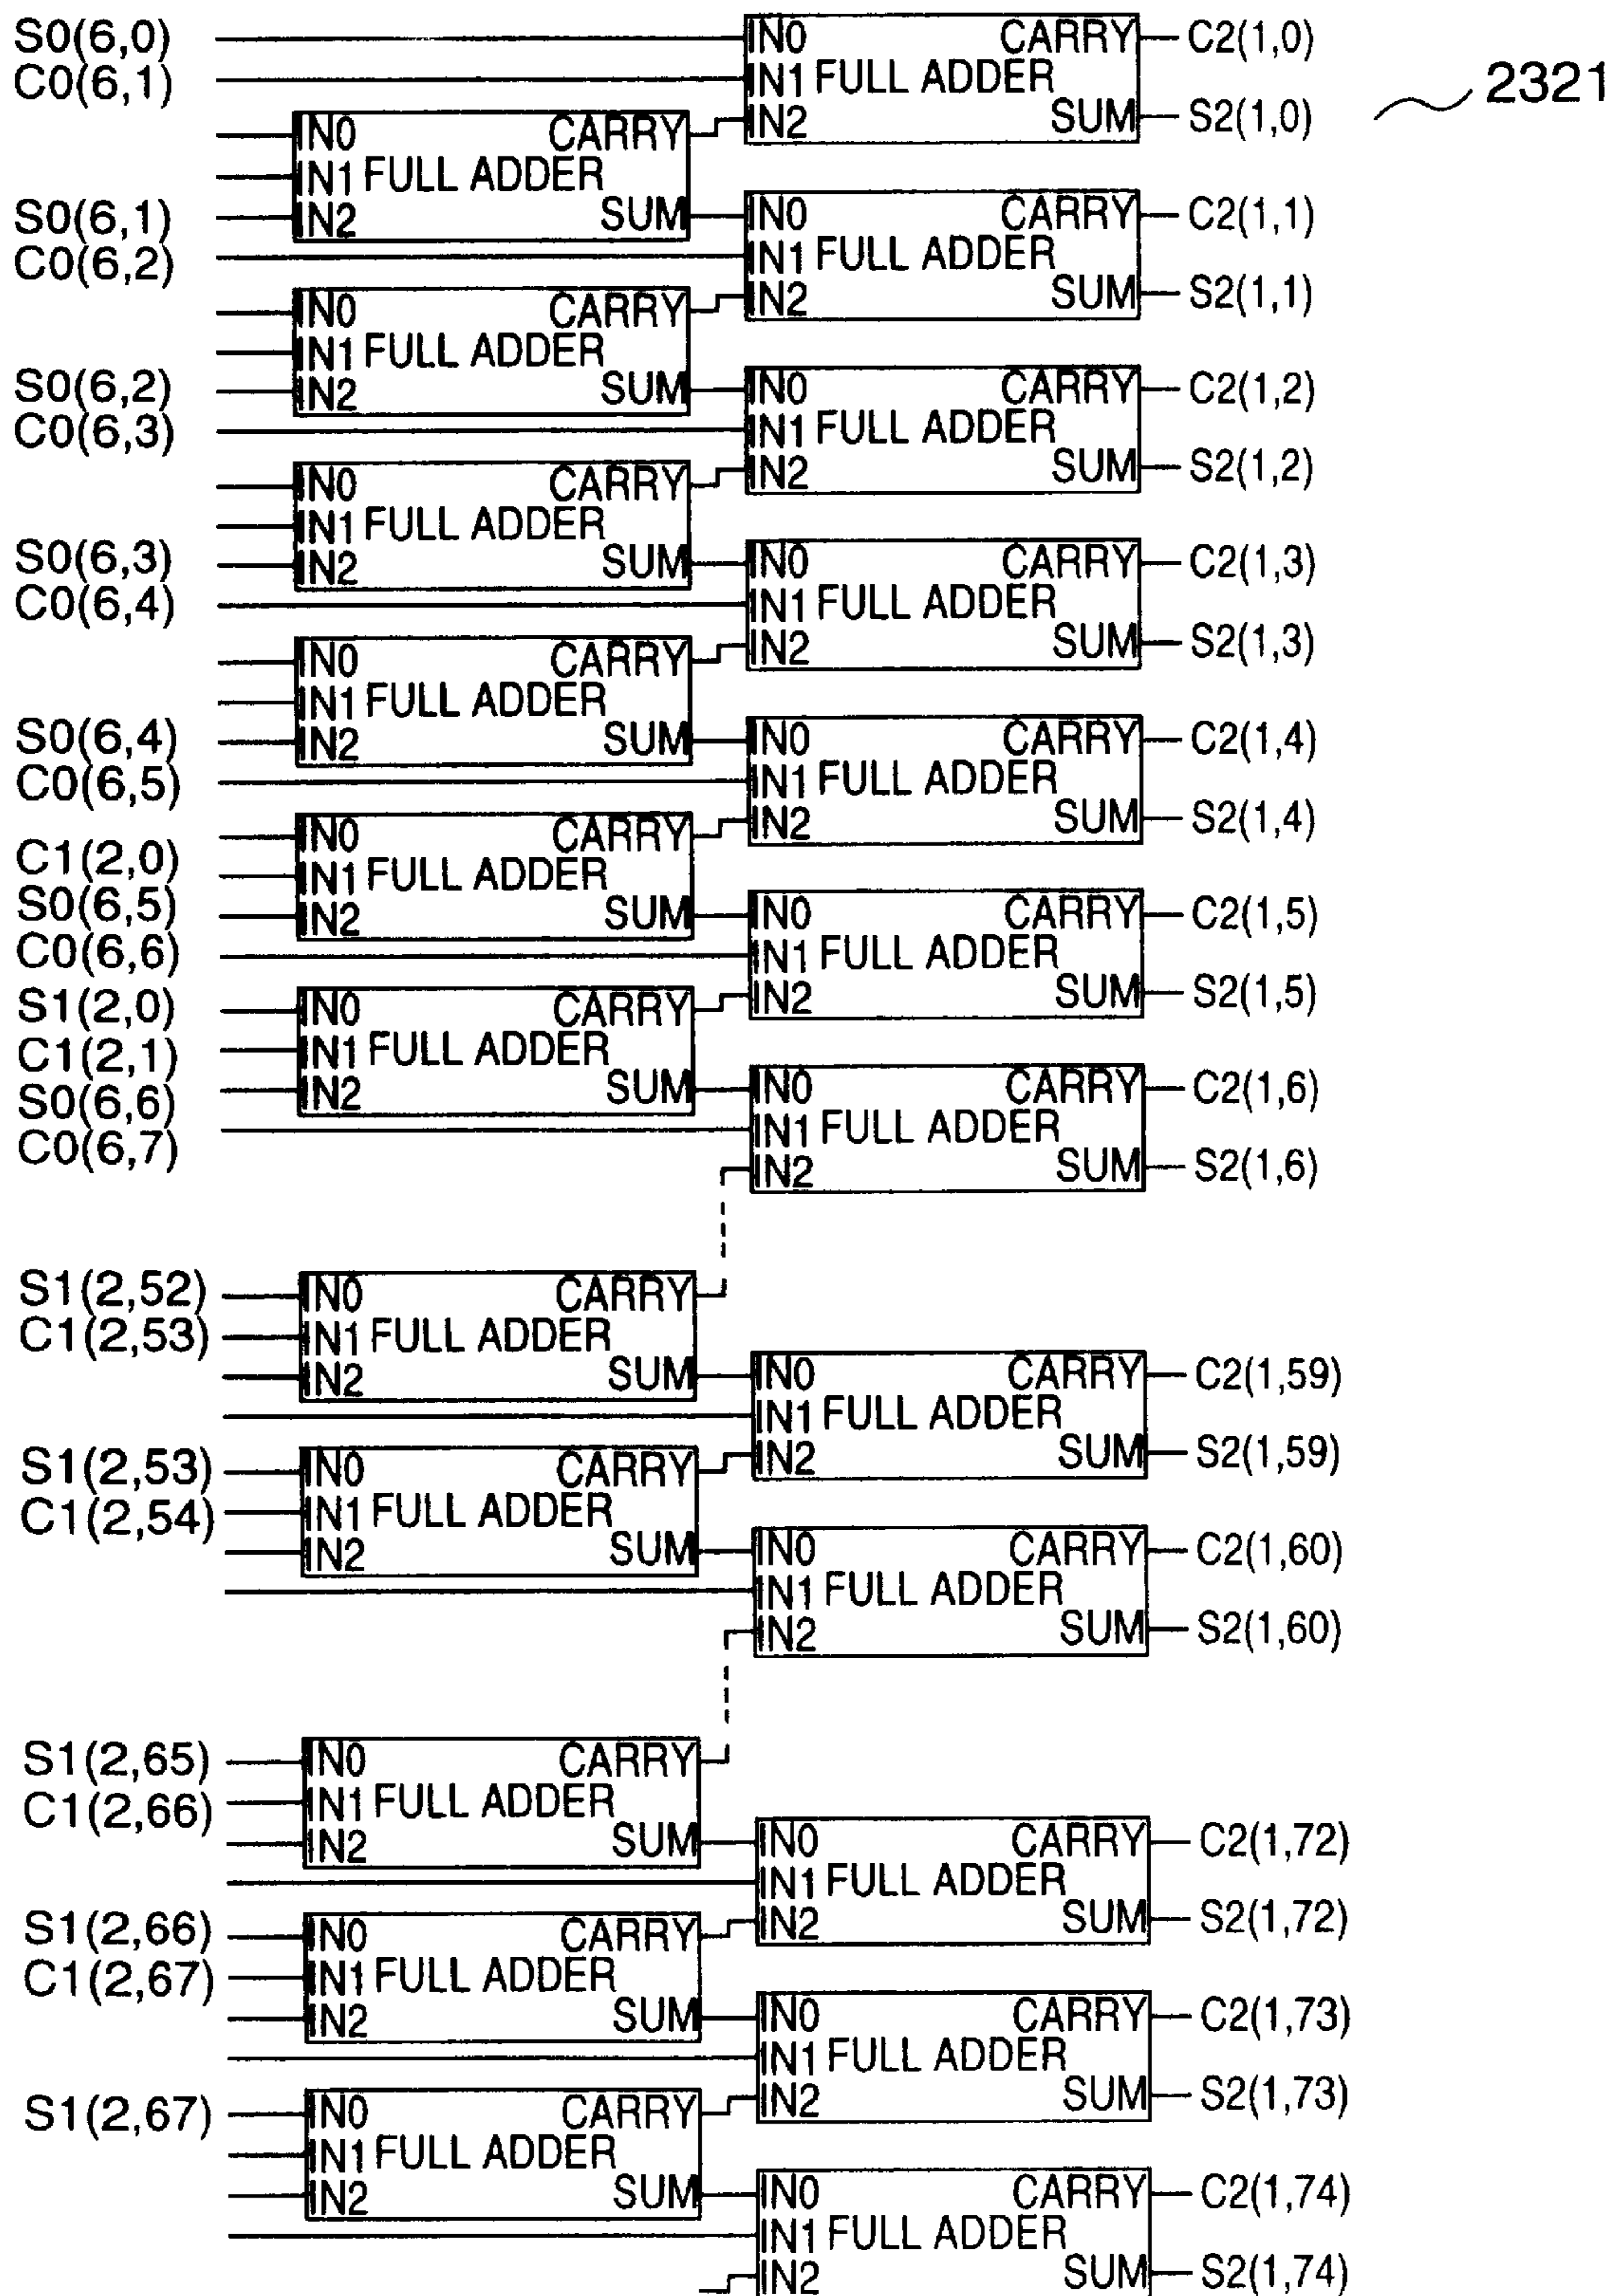 S0(6,0)
C0(6,1)
IN0 CARRY
IN1 FULL ADDER
IN2 SUM
C2(1,0)
S2(1,0)
2321
IN0 CARRY
IN1 FULL ADDER
IN2 SUM
S0(6,1)
C0(6,2)
IN0 CARRY
IN1 FULL ADDER
IN2 SUM
C2(1,1)
S2(1,1)
IN0 CARRY
IN1 FULL ADDER
IN2 SUM
S0(6,2)
C0(6,3)
IN0 CARRY
IN1 FULL ADDER
IN2 SUM
C2(1,2)
S2(1,2)
IN0 CARRY
IN1 FULL ADDER
IN2 SUM
S0(6,3)
C0(6,4)
IN0 CARRY
IN1 FULL ADDER
IN2 SUM
C2(1,3)
S2(1,3)
IN0 CARRY
IN1 FULL ADDER
IN2 SUM
S0(6,4)
C0(6,5)
IN0 CARRY
IN1 FULL ADDER
IN2 SUM
C2(1,4)
S2(1,4)
C1(2,0)
S0(6,5)
C0(6,6)
IN0 CARRY
IN1 FULL ADDER
IN2 SUM
IN0 CARRY
IN1 FULL ADDER
IN2 SUM
C2(1,5)
S2(1,5)
S1(2,0)
C1(2,1)
S0(6,6)
C0(6,7)
IN0 CARRY
IN1 FULL ADDER
IN2 SUM
IN0 CARRY
IN1 FULL ADDER
IN2 SUM
C2(1,6)
S2(1,6)
S1(2,52)
C1(2,53)
IN0 CARRY
IN1 FULL ADDER
IN2 SUM
IN0 CARRY
IN1 FULL ADDER
IN2 SUM
C2(1,59)
S2(1,59)
S1(2,53)
C1(2,54)
IN0 CARRY
IN1 FULL ADDER
IN2 SUM
IN0 CARRY
IN1 FULL ADDER
IN2 SUM
C2(1,60)
S2(1,60)
S1(2,65)
C1(2,66)
IN0 CARRY
IN1 FULL ADDER
IN2 SUM
IN0 CARRY
IN1 FULL ADDER
IN2 SUM
C2(1,72)
S2(1,72)
S1(2,66)
C1(2,67)
IN0 CARRY
IN1 FULL ADDER
IN2 SUM
IN0 CARRY
IN1 FULL ADDER
IN2 SUM
C2(1,73)
S2(1,73)
S1(2,67)
IN0 CARRY
IN1 FULL ADDER
IN2 SUM
IN0 CARRY
IN1 FULL ADDER
IN2 SUM
C2(1,74)
S2(1,74)